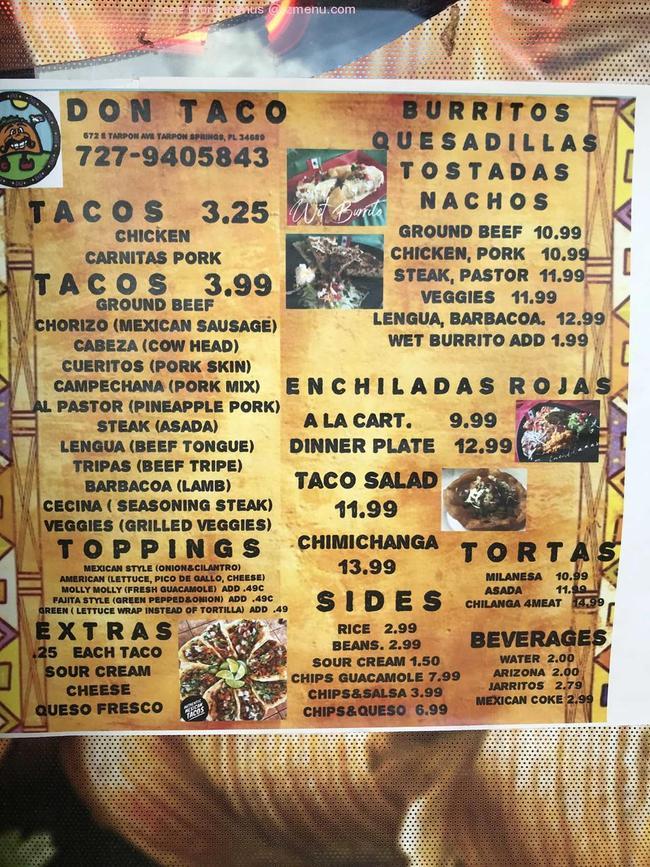 see more menus @ zmenu.com
DON TACO
672 E TARPON AVE TARPON SPRINGS, FL 34689
727-9405843
TACOS 3.25
CHICKEN
CARNITAS PORK
TACOS 3.99
GROUND BEEF
CHORIZO (MEXICAN SAUSAGE)
CABEZA (COW HEAD)
CUERITOS (PORK SKIN)
CAMPECHANA (PORK MIX)
AL PASTOR (PINEAPPLE PORK)
STEAK (ASADA)
LENGUA (BEEF TONGUE)
TRIPAS (BEEF TRIPE)
BARBACOA (LAMB)
CECINA ( SEASONING STEAK)
VEGGIES (GRILLED VEGGIES)
TOPPINGS
MEXICAN STYLE (ONION&CILANTRO)
AMERICAN (LETTUCE, PICO DE GALLO, CHEESE)
MOLLY MOLLY (FRESH GUACAMOLE) ADD .49C
FAJITA STYLE (GREEN PEPPED&ONION) ADD .49C
GREEN ( LETTUCE WRAP INSTEAD OF TORTILLA) ADD .49
EXTRAS
.25 EACH TACO
SOUR CREAM
CHEESE
QUESO FRESCO
AUTHENTIC MEXICAN TACOS
BURRITOS
QUESADILLAS
TOSTADAS
NACHOS
Wet Burrito
GROUND BEEF 10.99
CHICKEN, PORK 10.99
STEAK, PASTOR 11.99
VEGGIES 11.99
LENGUA, BARBACOA. 12.99
WET BURRITO ADD 1.99
ENCHILADAS ROJAS
A LA CART. 9.99
DINNER PLATE 12.99
TACO SALAD
11.99
CHIMICHANGA
13.99
SIDES
RICE 2.99
BEANS. 2.99
SOUR CREAM 1.50
CHIPS GUACAMOLE 7.99
CHIPS&SALSA 3.99
CHIPS&QUESO 6.99
TORTAS
MILANESA 10.99
ASADA 11.99
CHILANGA 4MEAT 14.99
BEVERAGES
WATER 2.00
ARIZONA 2.00
JARRITOS 2.79
MEXICAN COKE 2.99